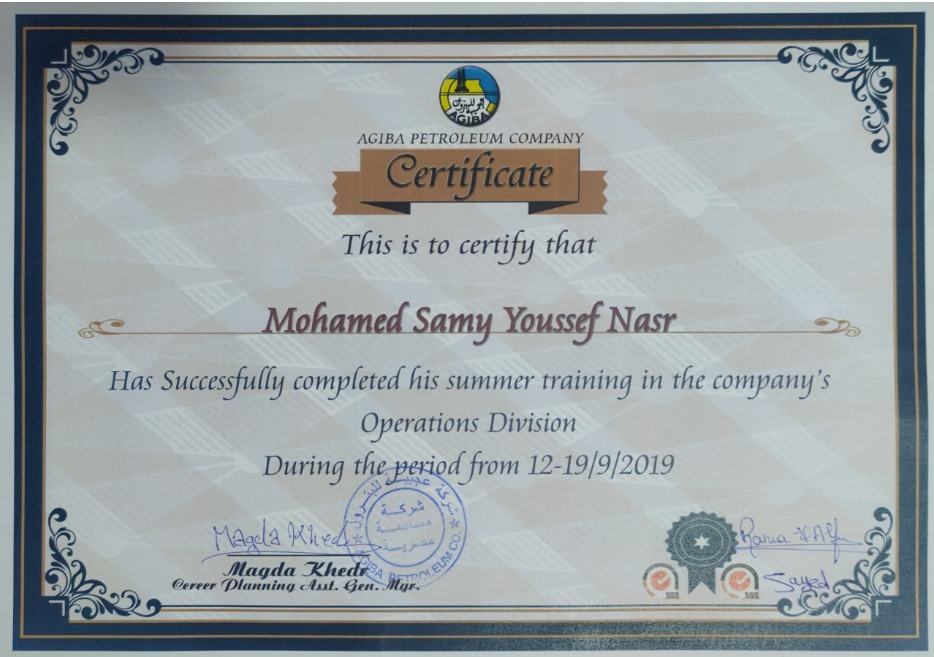 عجيبة للبترول
AGIBA
AGIBA PETROLEUM COMPANY
Certificate
This is to certify that
Mohamed Samy Youssef Nasr
Has Successfully completed his summer training in the company's
Operations Division
During the period from 12-19/9/2019
شركة عجيبة للبترول
شركة
مساهمة
مصرية
AGIBA PETROLEUM CO.
Magda Khedr
Magda Khedr
Cereer Planning Asst. Gen. Mgr.
Rania
Sayed
SGS
SGS